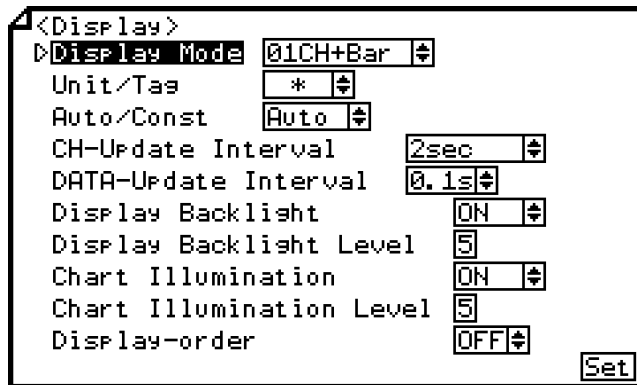 <Display>
Display Mode 01CH+Bar
Unit/Tag *
Auto/Const Auto
CH-Update Interval 2sec
DATA-Update Interval 0.1s
Display Backlight ON
Display Backlight Level 5
Chart Illumination ON
Chart Illumination Level 5
Display-order OFF
Set